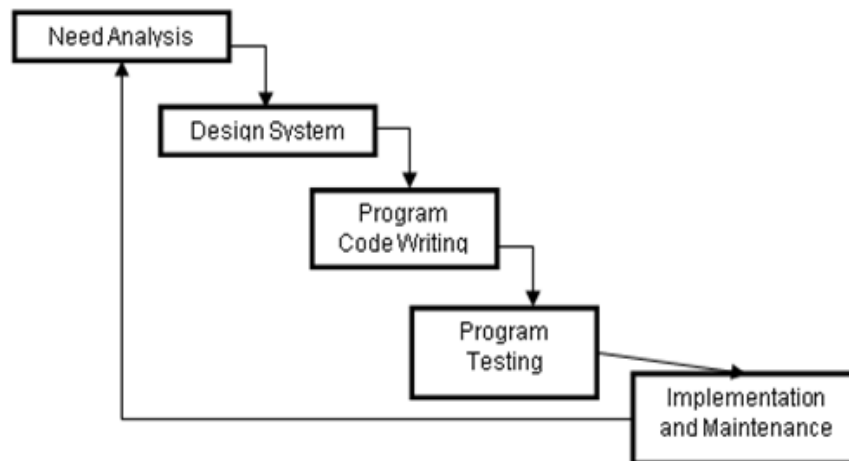 Need Analysis
Design System
Program
Code Writing
Program
Testing
Implementation
and Maintenance